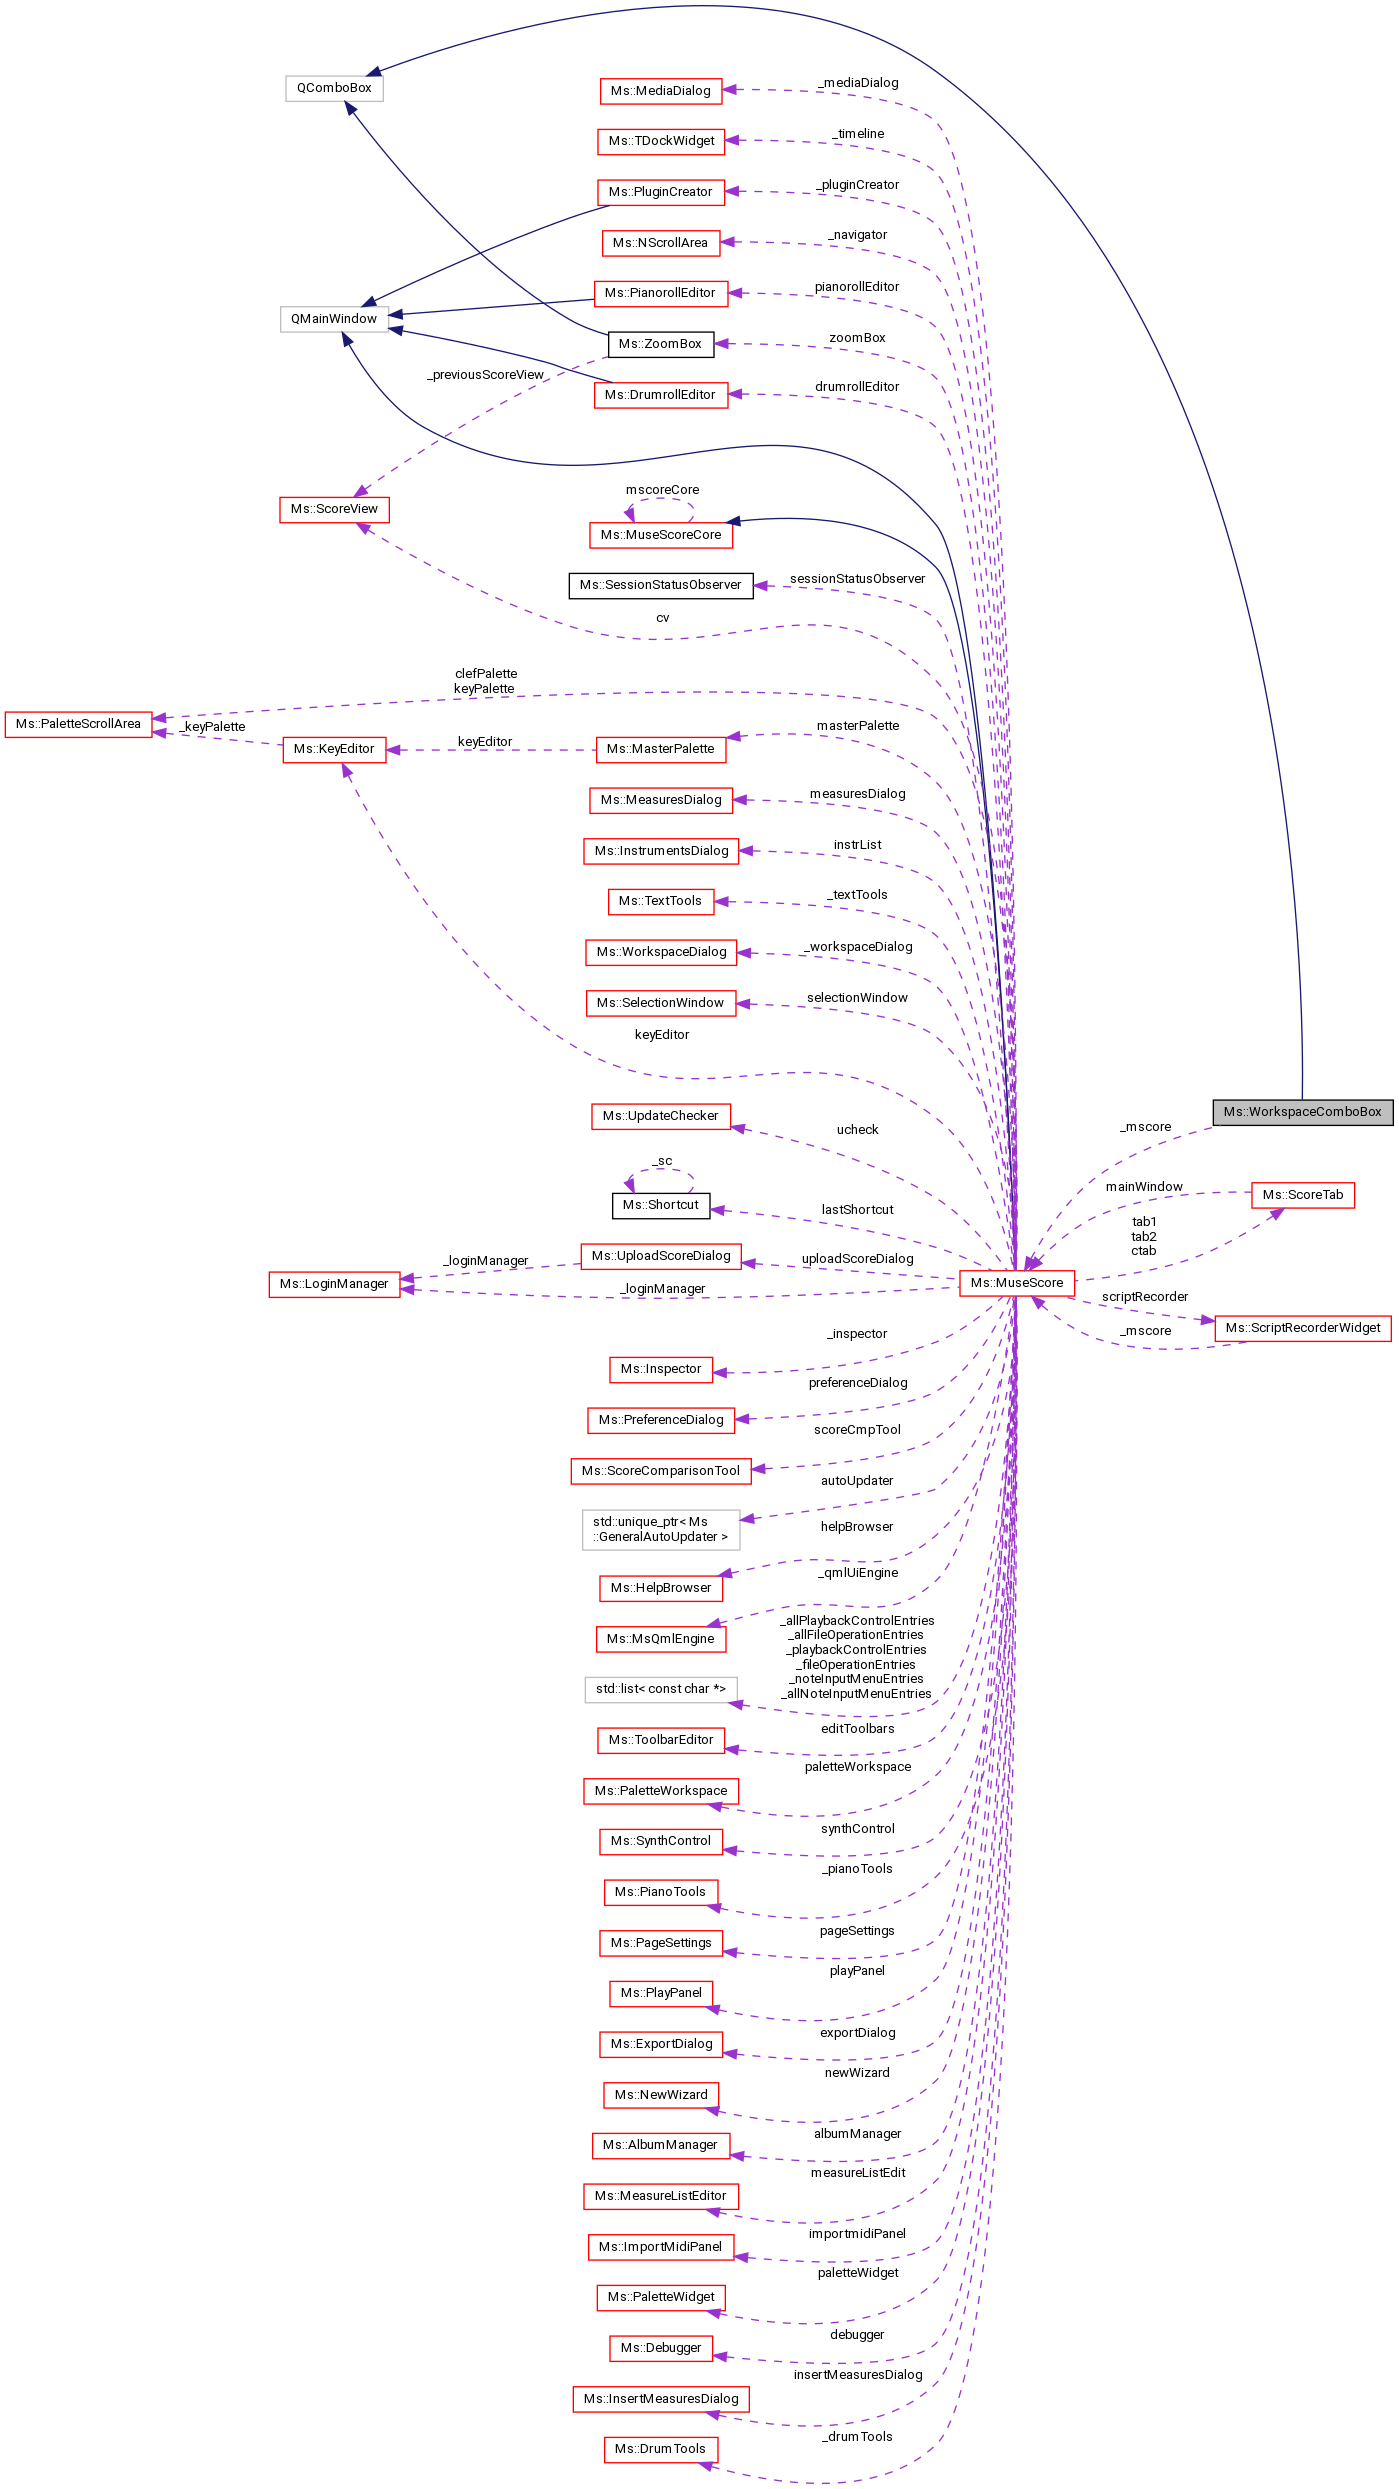 QComboBox
Ms::MediaDialog
_mediaDialog
Ms::TDockWidget
_timeline
Ms::PluginCreator
_pluginCreator
Ms::NScrollArea
_navigator
Ms::PianorollEditor
pianorollEditor
QMainWindow
Ms::ZoomBox
zoomBox
_previousScoreView
Ms::DrumrollEditor
drumrollEditor
Ms::ScoreView
mscoreCore
Ms::MuseScoreCore
Ms::SessionStatusObserver
sessionStatusObserver
cv
clefPalette
keyPalette
Ms::PaletteScrollArea
_keyPalette
Ms::KeyEditor
keyEditor
Ms::MasterPalette
masterPalette
Ms::MeasuresDialog
measuresDialog
Ms::InstrumentsDialog
instrList
Ms::TextTools
_textTools
Ms::WorkspaceDialog
_workspaceDialog
Ms::SelectionWindow
selectionWindow
keyEditor
Ms::WorkspaceComboBox
_mscore
Ms::UpdateChecker
ucheck
_sc
Ms::Shortcut
lastShortcut
mainWindow
Ms::ScoreTab
tab1
tab2
ctab
Ms::UploadScoreDialog
uploadScoreDialog
_loginManager
Ms::LoginManager
_loginManager
Ms::MuseScore
scriptRecorder
Ms::ScriptRecorderWidget
_mscore
Ms::Inspector
_inspector
Ms::PreferenceDialog
preferenceDialog
Ms::ScoreComparisonTool
scoreCmpTool
std::unique_ptr< Ms
::GeneralAutoUpdater >
autoUpdater
Ms::HelpBrowser
helpBrowser
Ms::MsQmlEngine
_qmlUiEngine
std::list< const char *>
_allPlaybackControlEntries
_allFileOperationEntries
_playbackControlEntries
_fileOperationEntries
_noteInputMenuEntries
_allNoteInputMenuEntries
Ms::ToolbarEditor
editToolbars
Ms::PaletteWorkspace
paletteWorkspace
Ms::SynthControl
synthControl
Ms::PianoTools
_pianoTools
Ms::PageSettings
pageSettings
Ms::PlayPanel
playPanel
Ms::ExportDialog
exportDialog
Ms::NewWizard
newWizard
Ms::AlbumManager
albumManager
Ms::MeasureListEditor
measureListEdit
Ms::ImportMidiPanel
importmidiPanel
Ms::PaletteWidget
paletteWidget
Ms::Debugger
debugger
Ms::InsertMeasuresDialog
insertMeasuresDialog
Ms::DrumTools
_drumTools